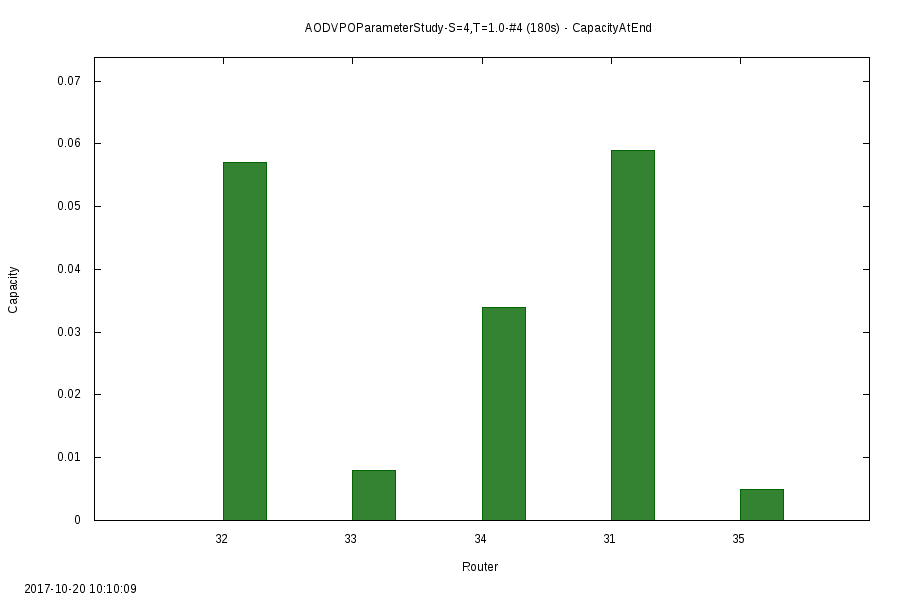 AODVPOParameterStudy-S=4,T=1.0-#4 (180s) - CapacityAtEnd
0.07
0.06
0.05
0.04
0.03
0.02
0.01
0
Capacity
32 33 34 31 35
Router
2017-10-20 10:10:09